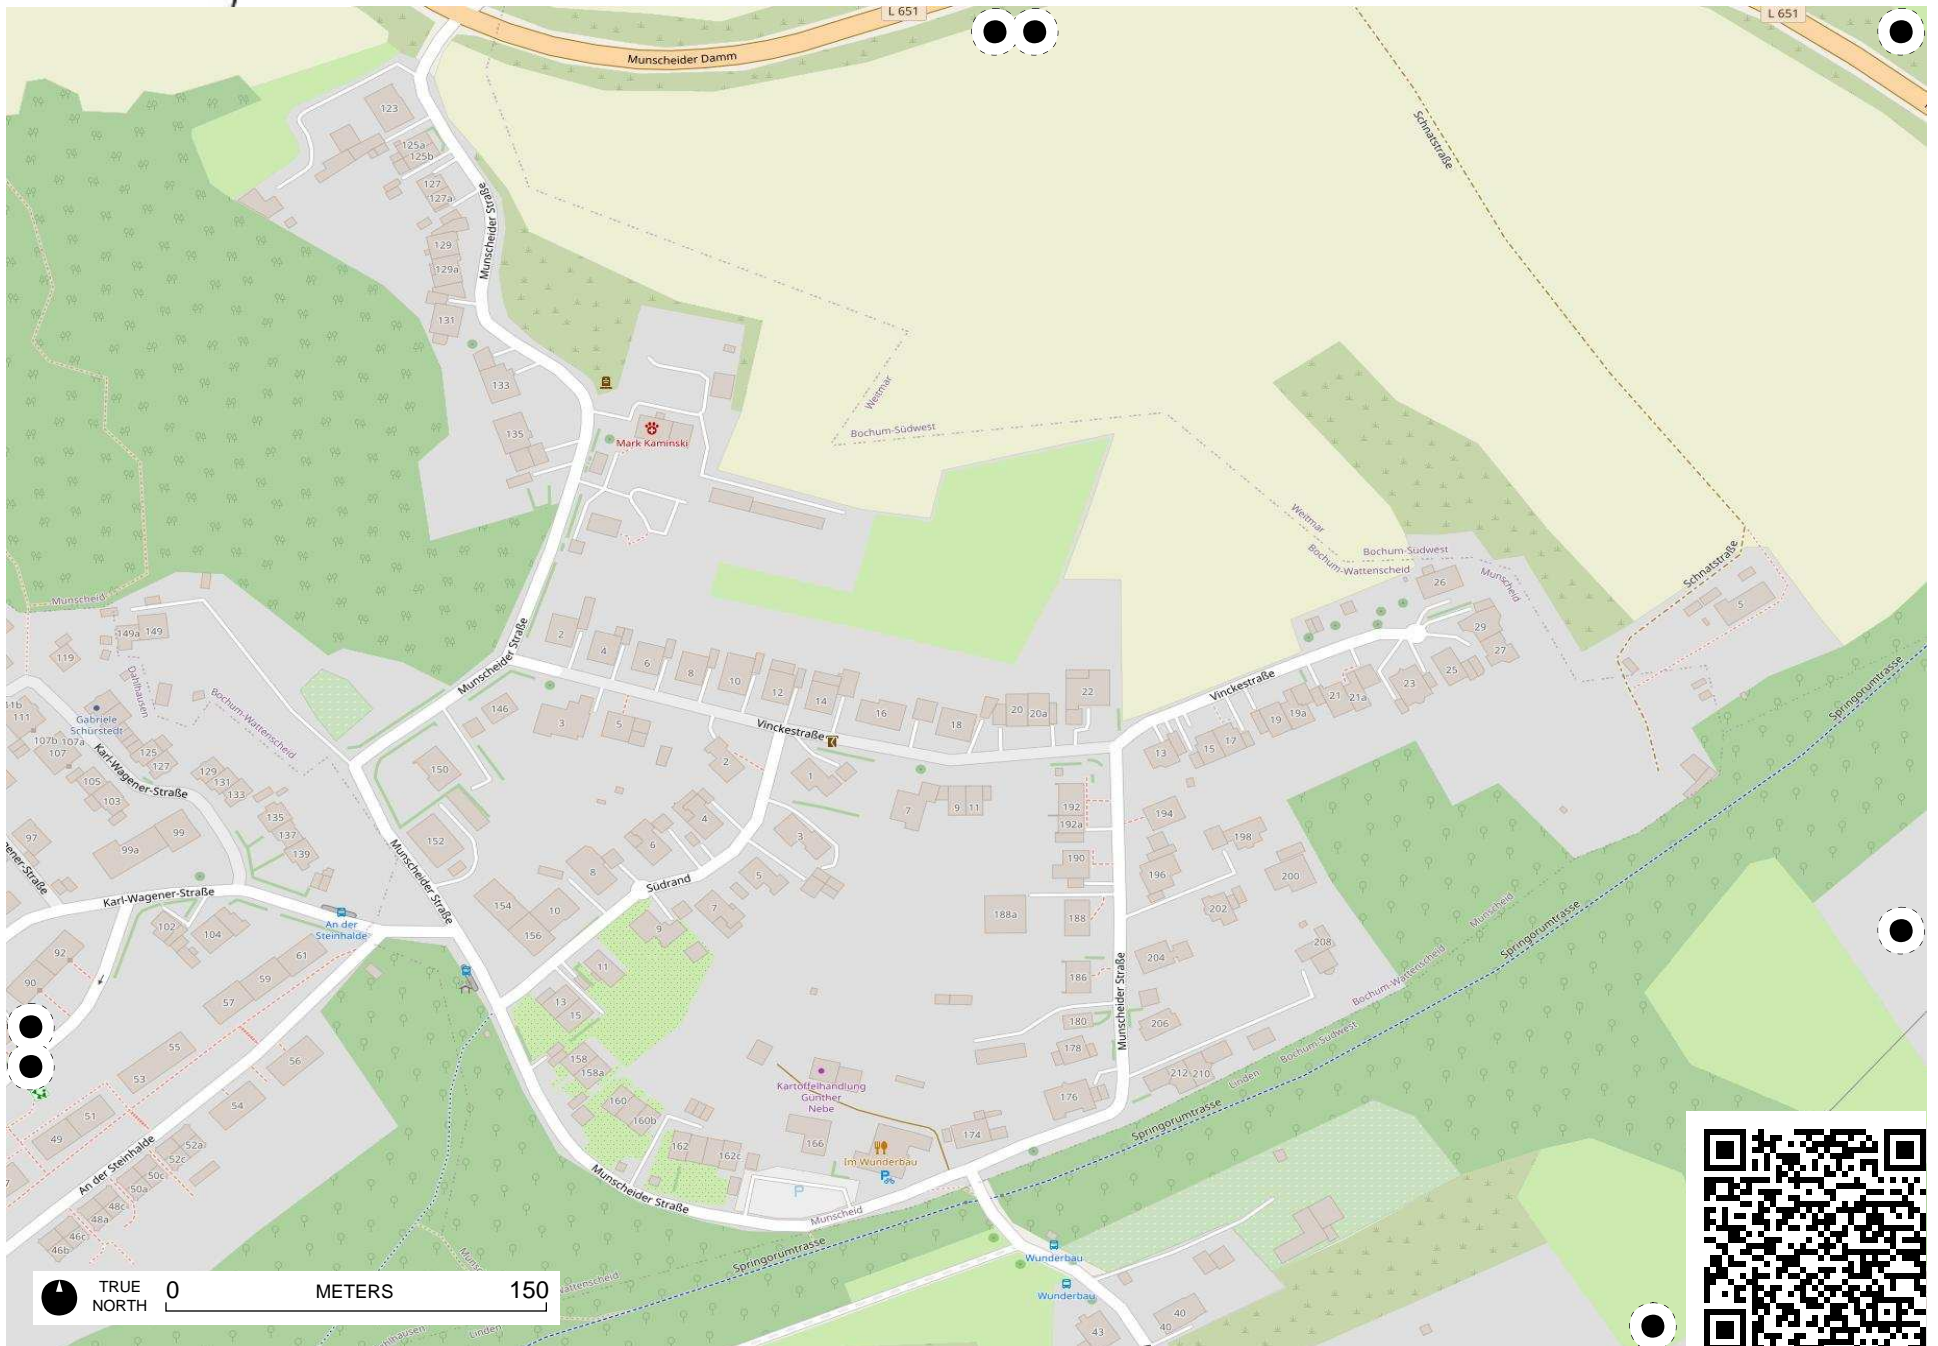 L 651
L 651
Munscheider Damm
123
125a
125b
127
127a
Munscheider Straße
129
129a
131
133
135
Schnatstraße
Weitmar
Bochum-Südwest
Mark Kaminski
Weitmar
Bochum-Wattenscheid
Bochum-Südwest
Munscheid
26
Schnatstraße
5
Munscheid
149a
149
119
Dahlhausen
Bochum-Wattenscheid
111
Gabriele
Schürstedt
107b
107a
107
105
103
125
127
129
131
133
135
137
139
Karl-Wagener-Straße
97
99a
99
Munscheider Straße
2
4
6
8
10
12
14
16
18
20
20a
22
Vinckestraße
29
27
25
23
21a
21
19a
19
17
15
13
Springorumtrasse
146
3
5
Vinckestraße
150
152
2
1
7
9
11
4
3
6
5
8
Südrand
7
9
192
192a
194
190
196
198
200
188a
188
202
204
208
186
206
180
178
212
210
176
Munscheider Straße
Munscheider Straße
Karl-Wagener-Straße
An der
Steinhalde
102
104
92
90
61
59
57
55
53
56
54
51
49
154
10
156
11
13
15
158
158a
160
160b
162
162c
Kartoffelhandlung
Gunther
Nebe
166
174
Im Wunderbau
P
P
Bochum-Wattenscheid
Munscheid
Springorumtrasse
Bochum-Südwest
Linden
Springorumtrasse
An der Steinhalde
52a
52c
50c
50a
48c
48a
46c
46b
Munscheider Straße
Munscheid
Springorumtrasse
Wunderbau
Wunderbau
43
40
40
Linden
TRUE
NORTH
0 METERS 150